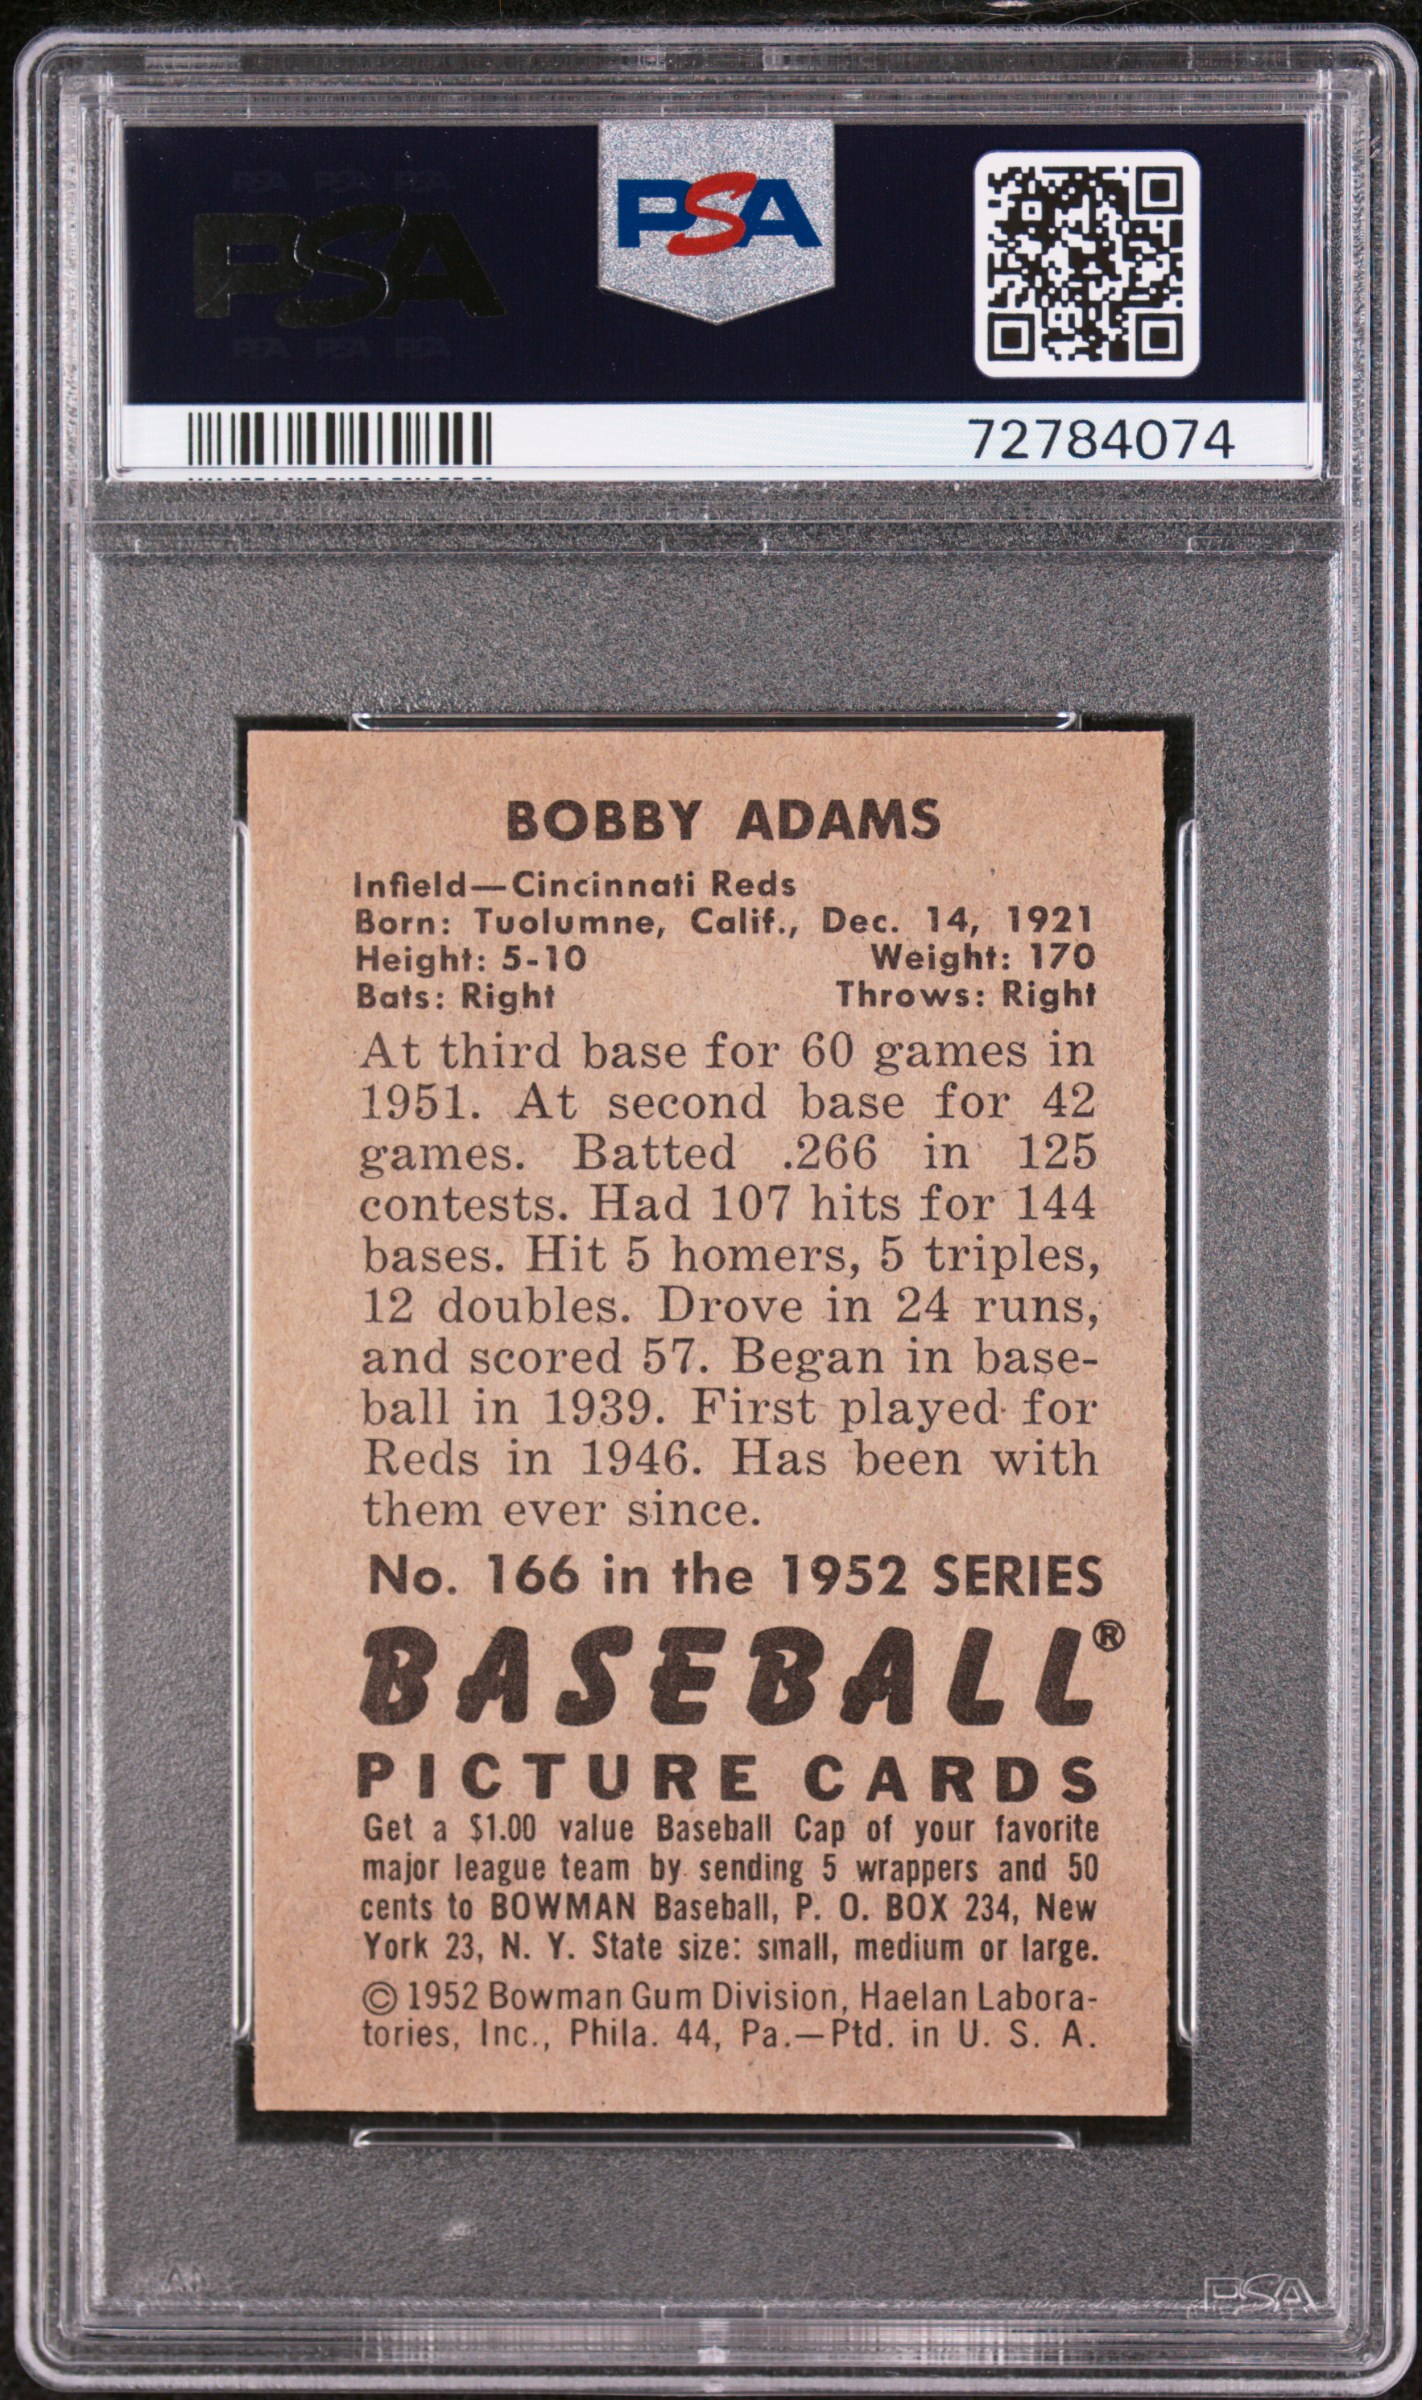 PSA PSA PSA
PSA
PSA PSA PSA
PSA
72784074
BOBBY ADAMS
Infield—Cincinnati Reds
Born: Tuolumne, Calif., Dec. 14, 1921
Height: 5-10 Weight: 170
Bats: Right Throws: Right
At third base for 60 games in
1951. At second base for 42
games. Batted .266 in 125
contests. Had 107 hits for 144
bases. Hit 5 homers, 5 triples,
12 doubles. Drove in 24 runs,
and scored 57. Began in base-
ball in 1939. First played for
Reds in 1946. Has been with
them ever since.
No. 166 in the 1952 SERIES
BASEBALL®
PICTURE CARDS
Get a $1.00 value Baseball Cap of your favorite
major league team by sending 5 wrappers and 50
cents to BOWMAN Baseball, P. O. BOX 234, New
York 23, N. Y. State size: small, medium or large.
© 1952 Bowman Gum Division, Haelan Labora-
tories, Inc., Phila. 44, Pa.—Ptd. in U. S. A.
PSA